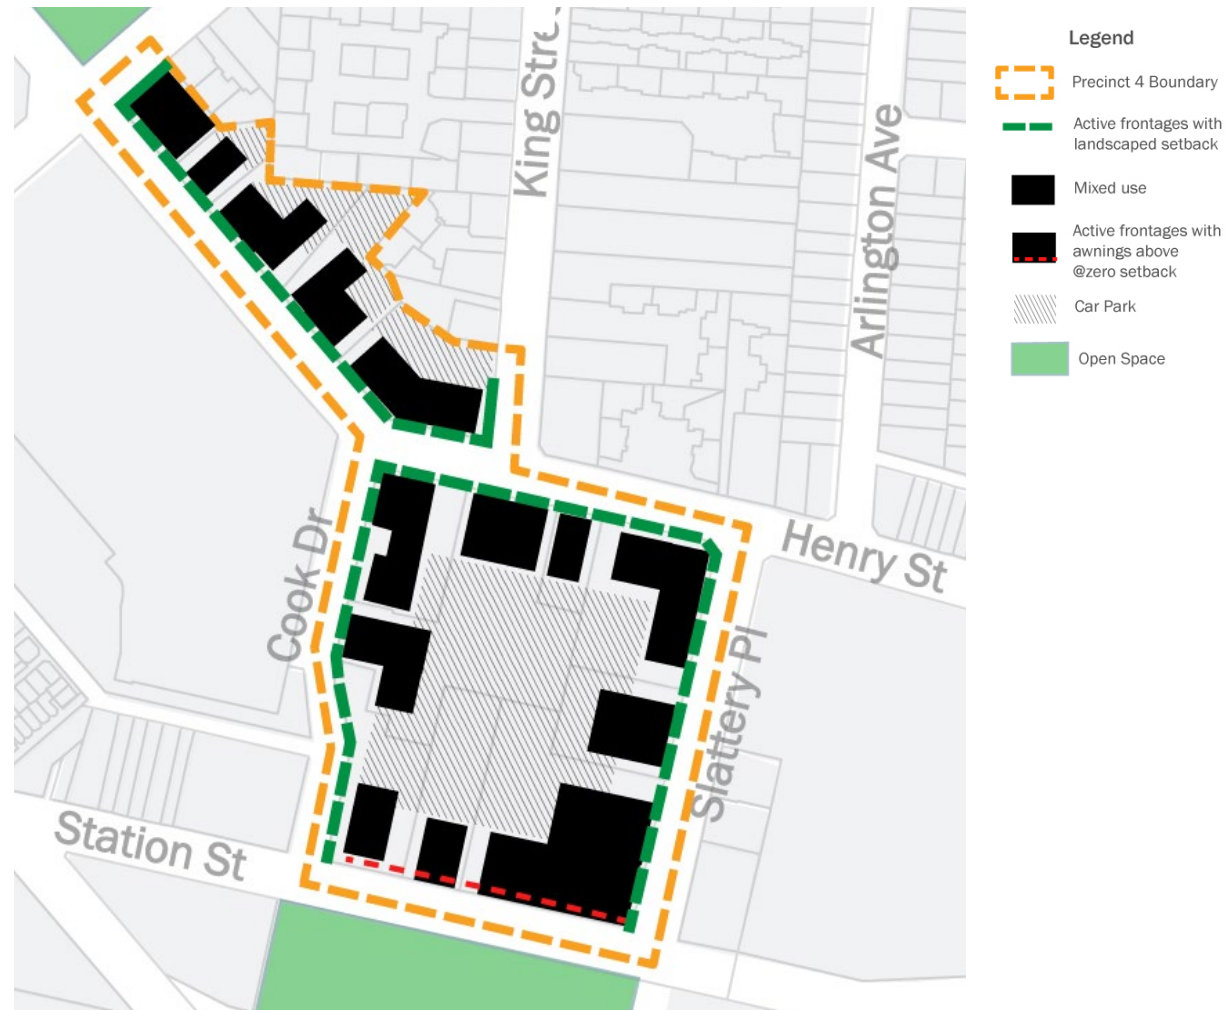 Legend
Precinct 4 Boundary
Active frontages with
landscaped setback
Mixed use
Active frontages with
awnings above
@zero setback
Car Park
Open Space
King Stre
Arlington Ave
Henry St
Cook Dr
Slattery Pl
Station St